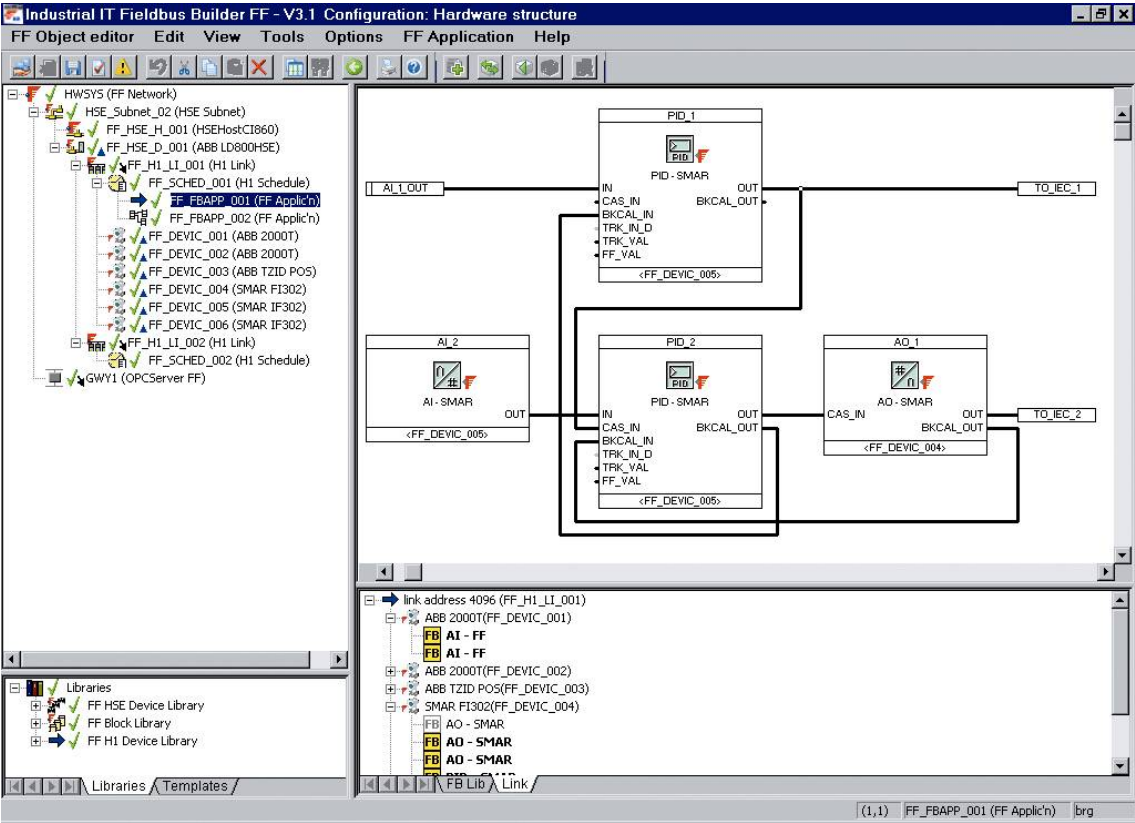 Industrial IT Fieldbus Builder FF - V3.1 Configuration: Hardware structure
FF Object editor Edit View Tools Options FF Application Help
HWSYS (FF Network)
HSE_Subnet_02 (HSE Subnet)
FF_HSE_H_001 (HSEHostCI860)
FF_HSE_D_001 (ABB LD800HSE)
FF_H1_LI_001 (H1 Link)
FF_SCHED_001 (H1 Schedule)
FF_FBAPP_001 (FF Applic'n)
FF_FBAPP_002 (FF Applic'n)
FF_DEVIC_001 (ABB 2000T)
FF_DEVIC_002 (ABB 2000T)
FF_DEVIC_003 (ABB TZID POS)
FF_DEVIC_004 (SMAR FI302)
FF_DEVIC_005 (SMAR IF302)
FF_DEVIC_006 (SMAR IF302)
FF_H1_LI_002 (H1 Link)
FF_SCHED_002 (H1 Schedule)
GWY1 (OPCServer FF)
Libraries
FF HSE Device Library
FF Block Library
FF H1 Device Library
Libraries Templates
PID_1
PID
PID - SMAR
AI_1_OUT
IN OUT
CAS_IN BKCAL_OUT
BKCAL_IN
TRK_IN_D
TRK_VAL
FF_VAL
<FF_DEVIC_005>
TO_IEC_1
AI_2
AI - SMAR
OUT
<FF_DEVIC_005>
PID_2
PID
PID - SMAR
IN OUT
CAS_IN BKCAL_OUT
BKCAL_IN
TRK_IN_D
TRK_VAL
FF_VAL
<FF_DEVIC_005>
AO_1
AO - SMAR
CAS_IN OUT
BKCAL_OUT
<FF_DEVIC_004>
TO_IEC_2
link address 4096 (FF_H1_LI_001)
ABB 2000T(FF_DEVIC_001)
FB AI - FF
FB AI - FF
ABB 2000T(FF_DEVIC_002)
ABB TZID POS(FF_DEVIC_003)
SMAR FI302(FF_DEVIC_004)
FB AO - SMAR
FB AO - SMAR
FB AO - SMAR
FB Lib Link
(1,1) FF_FBAPP_001 (FF Applic'n) brg